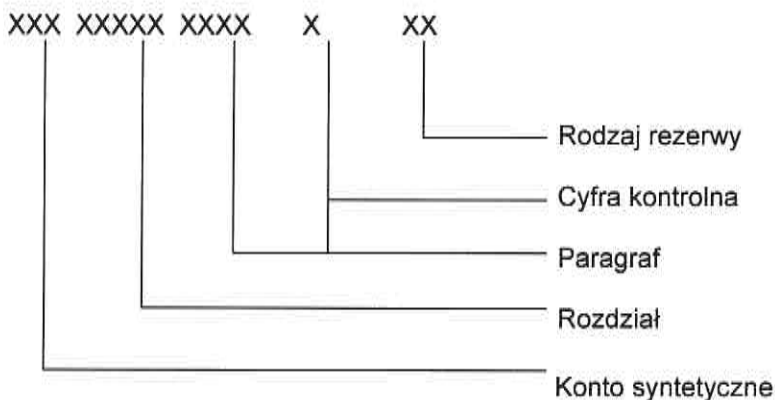 XXX XXXXX XXXX X XX
Rodzaj rezerwy
Cyfra kontrolna
Paragraf
Rozdział
Konto syntetyczne